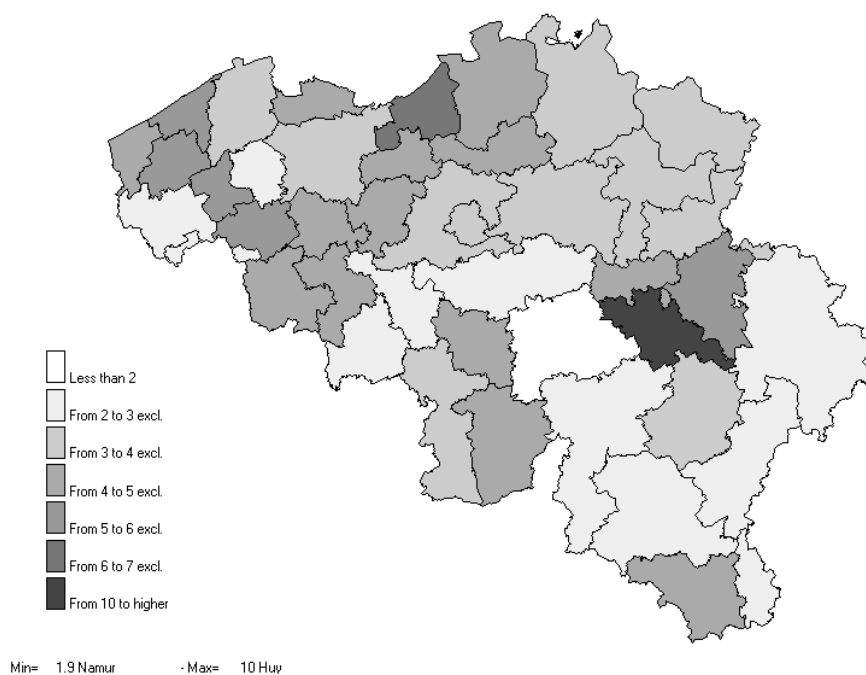 Less than 2
From 2 to 3 excl.
From 3 to 4 excl.
From 4 to 5 excl.
From 5 to 6 excl.
From 6 to 7 excl.
From 10 to higher
Min= 1.9 Namur - Max= 10 Huy